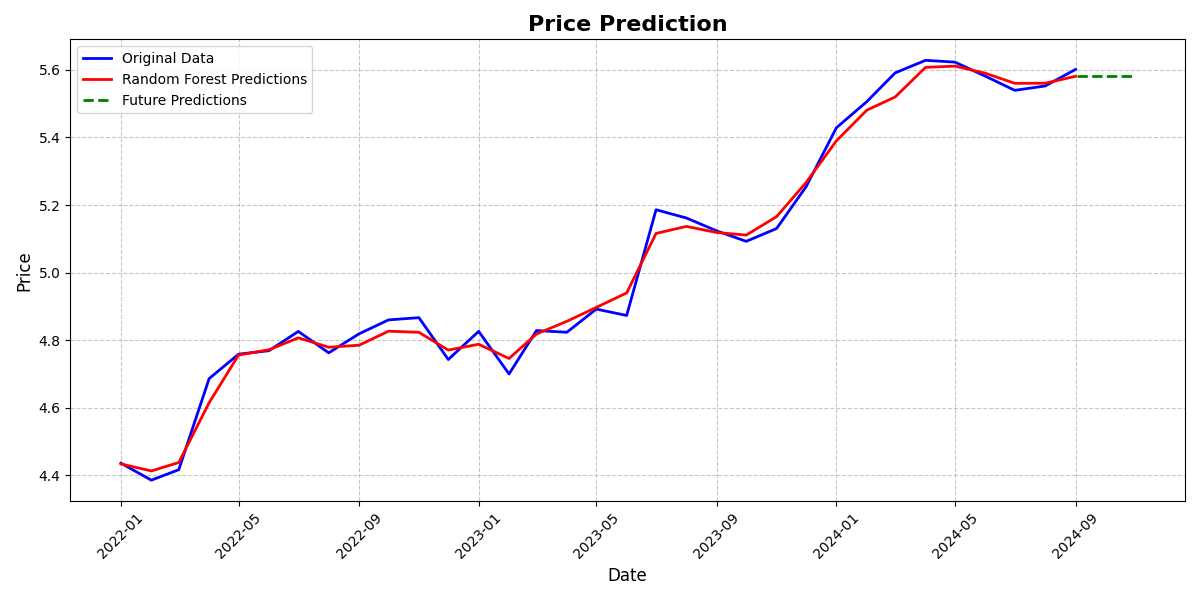 Price Prediction
Original Data
Random Forest Predictions
Future Predictions
Price
5.6
5.4
5.2
5.0
4.8
4.6
4.4
2022-01
2022-05
2022-09
2023-01
2023-05
2023-09
2024-01
2024-05
2024-09
Date